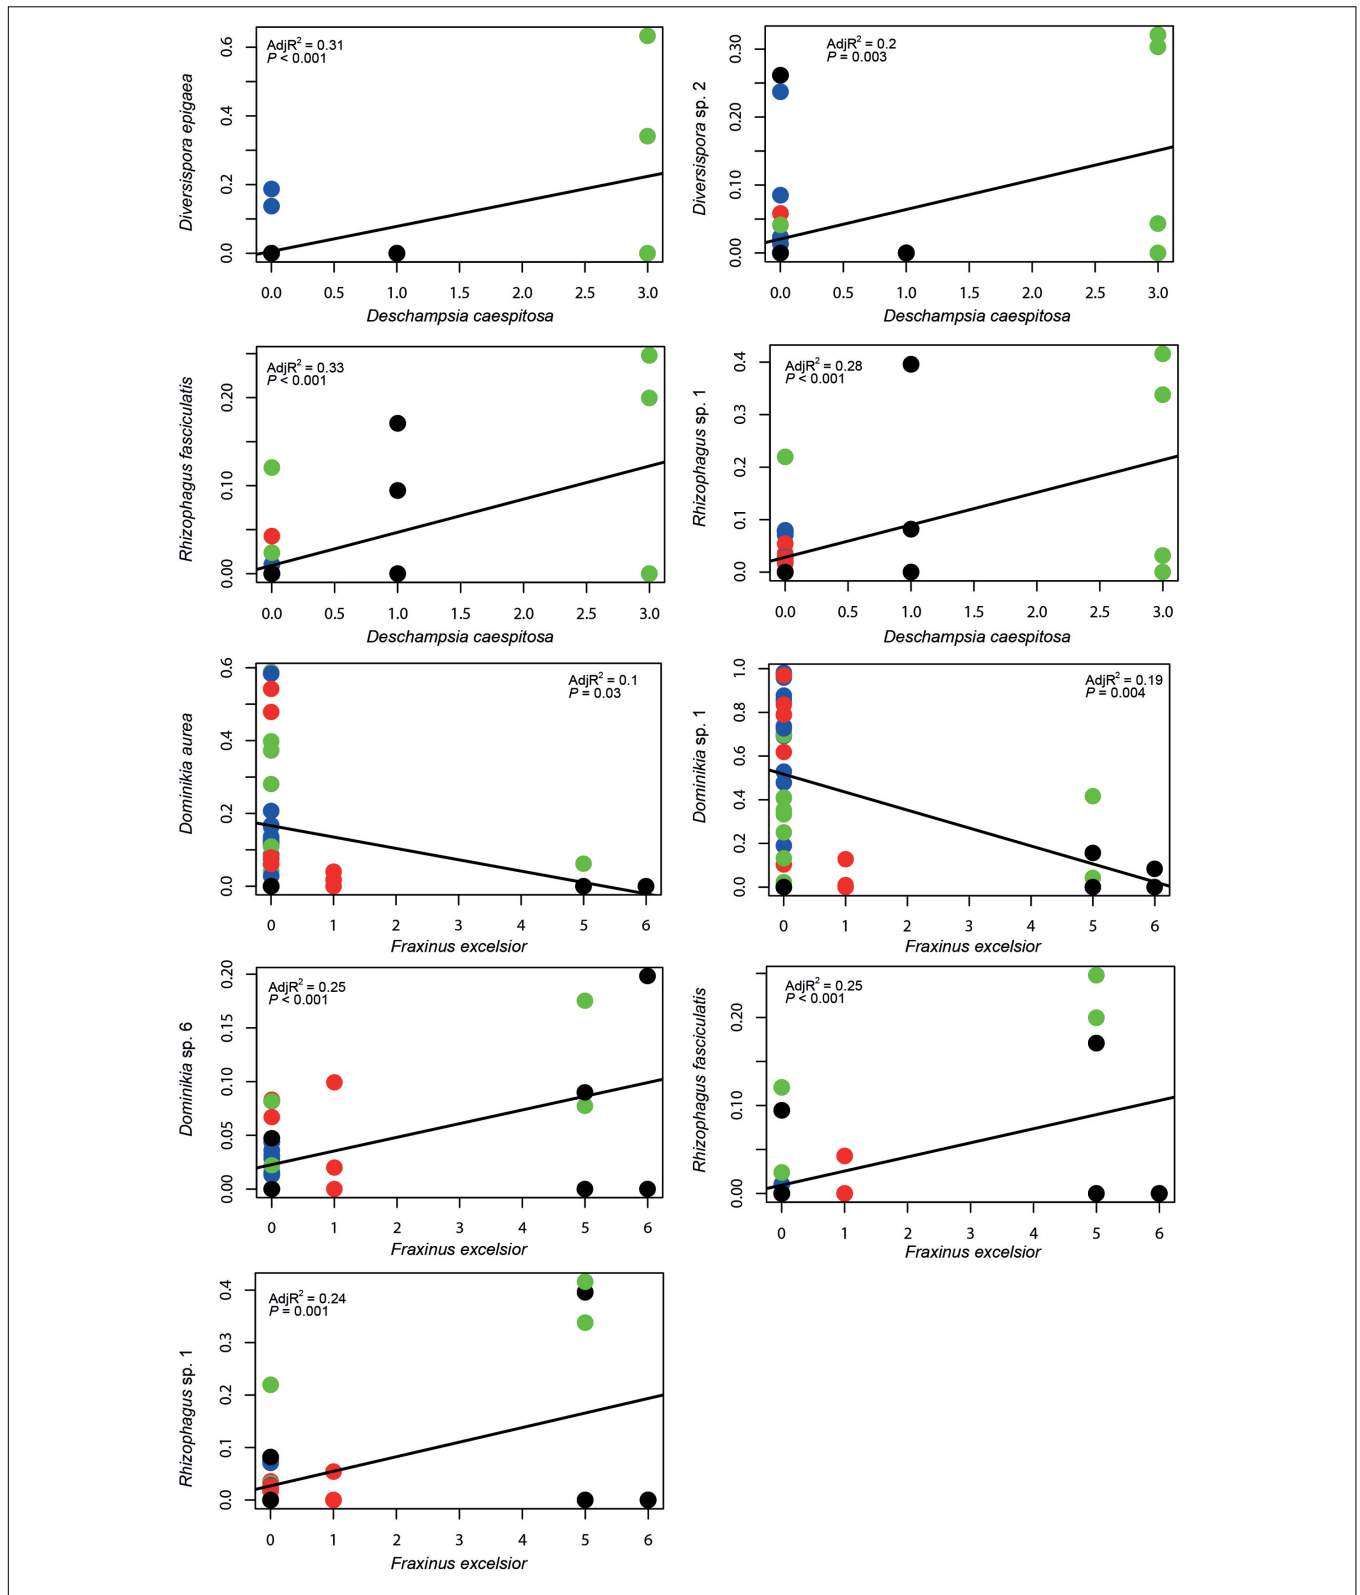 AdjR² = 0.31
P < 0.001
Diversispora epigaea
0.0 0.2 0.4 0.6
0.0 0.5 1.0 1.5 2.0 2.5 3.0
Deschampsia caespitosa
AdjR² = 0.2
P = 0.003
Diversispora sp. 2
0.00 0.10 0.20 0.30
0.0 0.5 1.0 1.5 2.0 2.5 3.0
Deschampsia caespitosa
AdjR² = 0.33
P < 0.001
Rhizophagus fasciculatis
0.00 0.10 0.20
0.0 0.5 1.0 1.5 2.0 2.5 3.0
Deschampsia caespitosa
AdjR² = 0.28
P < 0.001
Rhizophagus sp. 1
0.0 0.1 0.2 0.3 0.4
0.0 0.5 1.0 1.5 2.0 2.5 3.0
Deschampsia caespitosa
AdjR² = 0.1
P = 0.03
Dominikia aurea
0.0 0.2 0.4 0.6
0 1 2 3 4 5 6
Fraxinus excelsior
AdjR² = 0.19
P = 0.004
Dominikia sp. 1
0.0 0.2 0.4 0.6 0.8 1.0
0 1 2 3 4 5 6
Fraxinus excelsior
AdjR² = 0.25
P < 0.001
Dominikia sp. 6
0.00 0.05 0.10 0.15 0.20
0 1 2 3 4 5 6
Fraxinus excelsior
AdjR² = 0.25
P < 0.001
Rhizophagus fasciculatis
0.00 0.10 0.20
0 1 2 3 4 5 6
Fraxinus excelsior
AdjR² = 0.24
P = 0.001
Rhizophagus sp. 1
0.0 0.1 0.2 0.3 0.4
0 1 2 3 4 5 6
Fraxinus excelsior